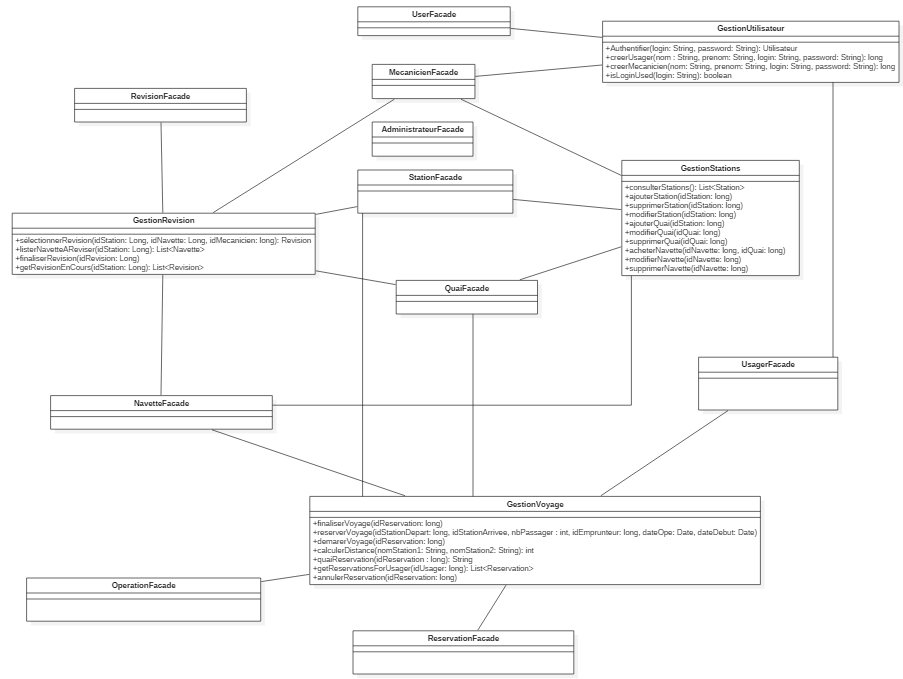 UserFacade
GestionUtilisateur
+Authentifier(login: String, password: String): Utilisateur
+creerUsager(nom : String, prenom: String, login: String, password: String): long
+creerMecanicien(nom: String, prenom: String, login: String, password: String): long
+isLoginUsed(login: String): boolean
MecanicienFacade
RevisionFacade
AdministrateurFacade
StationFacade
GestionStations
+consulterStations(): List<Station>
+ajouterStation(idStation: long)
+supprimerStation(idStation: long)
+modifierStation(idStation: long)
+ajouterQuai(idStation: long)
+modifierQuai(idQuai: long)
+supprimerQuai(idQuai: long)
+acheterNavette(idNavette: long, idQuai: long)
+modifierNavette(idNavette: long)
+supprimerNavette(idNavette: long)
GestionRevision
+sélectionnerRevision(idStation: Long, idNavette: Long, idMecanicien: long): Revision
+listerNavetteAReviser(idStation: Long): List<Navette>
+finaliserRevision(idRevision: Long)
+getRevisionEnCours(idStation: Long): List<Revision>
QuaiFacade
UsagerFacade
NavetteFacade
GestionVoyage
+finaliserVoyage(idReservation: long)
+reserverVoyage(idStationDepart: long, idStationArrivee, nbPassager : int, idEmprunteur: long, dateOpe: Date, dateDebut: Date)
+demarerVoyage(idReservation: long)
+calculerDistance(nomStation1: String, nomStation2: String): int
+quaiReservation(idReservation : long): String
+getReservationsForUsager(idUsager: long): List<Reservation>
+annulerReservation(idReservation: long)
OperationFacade
ReservationFacade